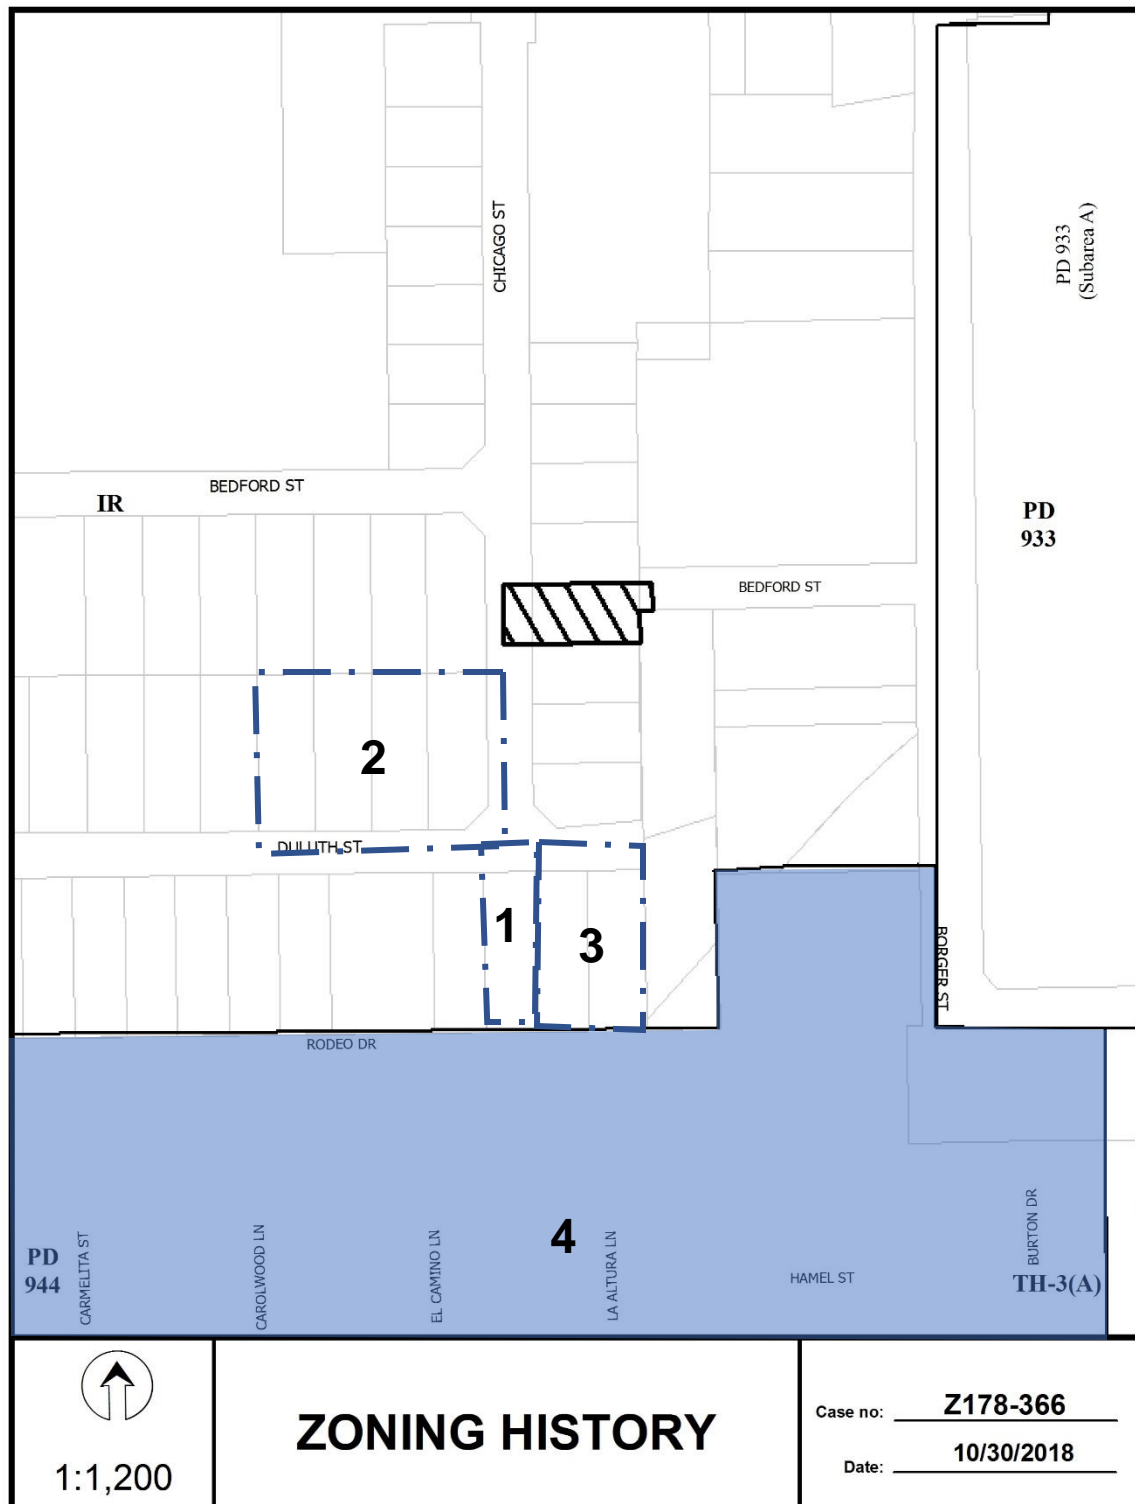 CHICAGO ST
PD 933
(Subarea A)
BEDFORD ST
IR
PD
933
BEDFORD ST
2
DULUTH ST
1
3
BORGER ST
RODEO DR
4
PD
944
CARMELITA ST
CAROLWOOD LN
EL CAMINO LN
LA ALTURA LN
HAMEL ST
BURTON DR
TH-3(A)
1:1,200
ZONING HISTORY
Case no: Z178-366
Date: 10/30/2018